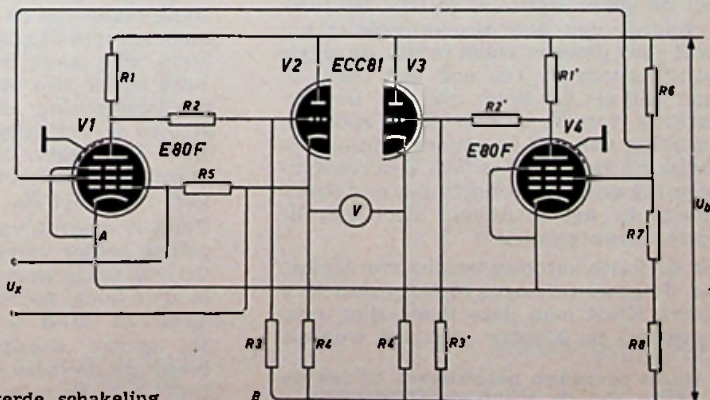 V2 ECC81 V3
R1 R1' R6
R2 R2'
V1 V4
E80F E80F
R5
V
A
R7
Ub
Ux
R3 R4 R4' R3' R8
B
erde schakeling